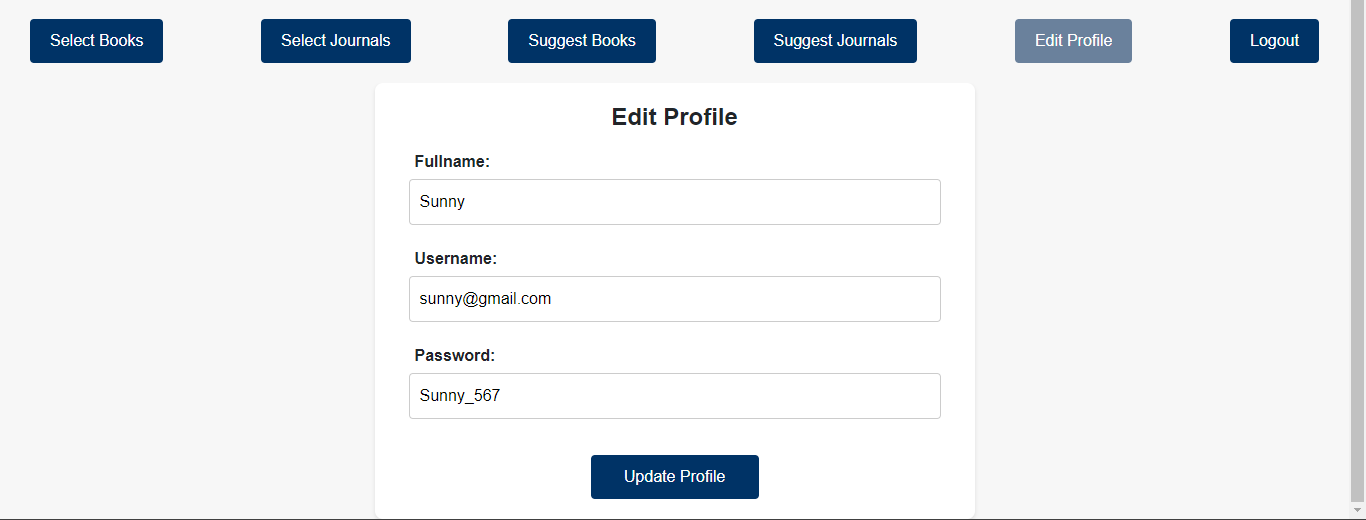 Select Books Select Journals Suggest Books Suggest Journals Edit Profile Logout
Edit Profile
Fullname:
Sunny
Username:
sunny@gmail.com
Password:
Sunny_567
Update Profile